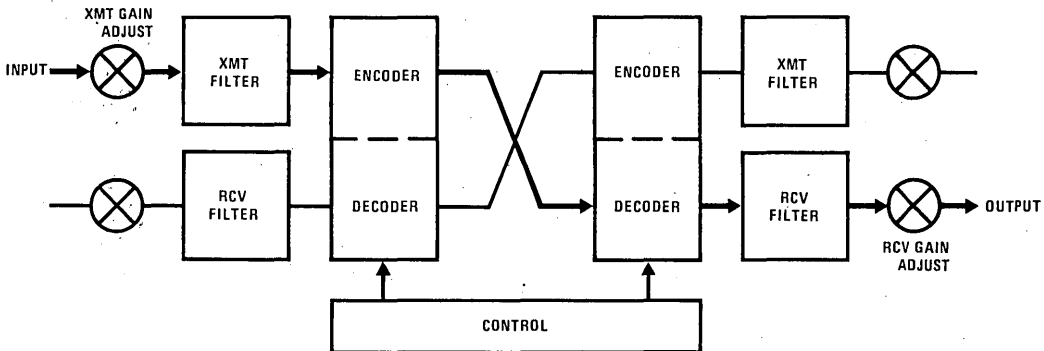 XMT GAIN
ADJUST
INPUT
XMT
FILTER
ENCODER
ENCODER
XMT
FILTER
RCV
FILTER
DECODER
DECODER
RCV
FILTER
OUTPUT
RCV GAIN
ADJUST
CONTROL